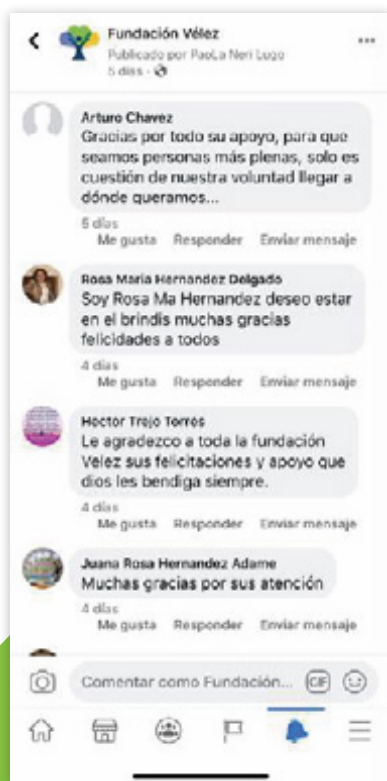 Fundación Vélez
Publicado por PaoLa Neri Lugo
5 días
Arturo Chavez
Gracias por todo su apoyo, para que
seamos personas más plenas, solo es
cuestión de nuestra voluntad llegar a
dónde queramos...
5 días
Me gusta Responder Enviar mensaje
Rosa Maria Hernandez Delgado
Soy Rosa Ma Hernandez deseo estar
en el brindis muchas gracias
felicidades a todos
4 días
Me gusta Responder Enviar mensaje
Hector Trejo Torres
Le agradezco a toda la fundación
Velez sus felicitaciones y apoyo que
dios les bendiga siempre.
4 días
Me gusta Responder Enviar mensaje
Juana Rosa Hernandez Adame
Muchas gracias por sus atención
4 días
Me gusta Responder Enviar mensaje
Comentar como Fundación... GIF